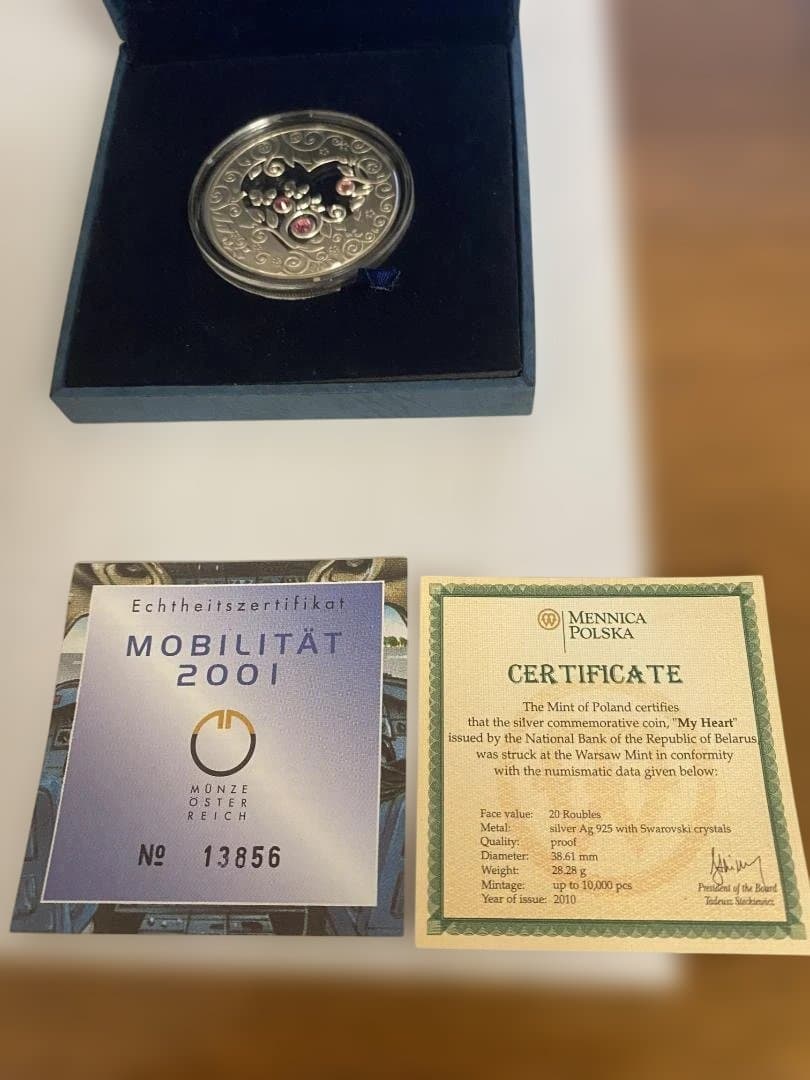 Echtheitszertifikat
MOBILITÄT
2001
MÜNZE
ÖSTER
REICH
Nº 13856
MENNICA
POLSKA
CERTIFICATE
The Mint of Poland certifies
that the silver commemorative coin, "My Heart"
issued by the National Bank of the Republic of Belarus,
was struck at the Warsaw Mint in conformity
with the numismatic data given below:
Face value: 20 Roubles
Metal: silver Ag 925 with Swarovski crystals
Quality: proof
Diameter: 38.61 mm
Weight: 28.28 g
Mintage: up to 10,000 pcs
Year of issue: 2010
President of the Board
Tadeusz Steckiewicz